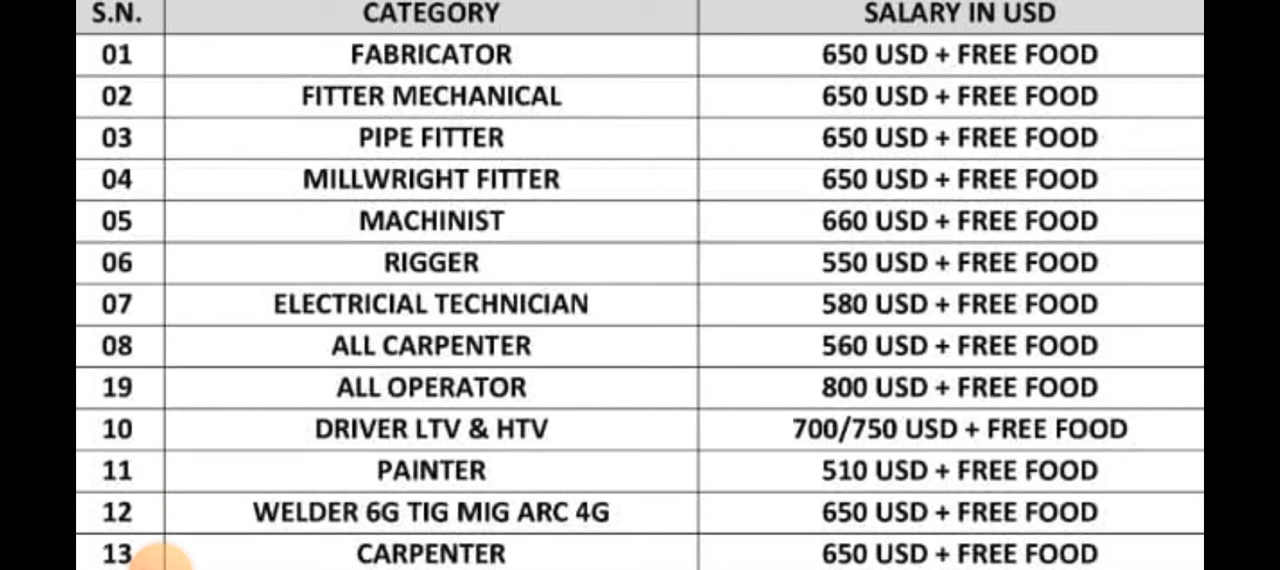 S.N. CATEGORY SALARY IN USD
01 FABRICATOR 650 USD + FREE FOOD
02 FITTER MECHANICAL 650 USD + FREE FOOD
03 PIPE FITTER 650 USD + FREE FOOD
04 MILLWRIGHT FITTER 650 USD + FREE FOOD
05 MACHINIST 660 USD + FREE FOOD
06 RIGGER 550 USD + FREE FOOD
07 ELECTRICIAL TECHNICIAN 580 USD + FREE FOOD
08 ALL CARPENTER 560 USD + FREE FOOD
19 ALL OPERATOR 800 USD + FREE FOOD
10 DRIVER LTV & HTV 700/750 USD + FREE FOOD
11 PAINTER 510 USD + FREE FOOD
12 WELDER 6G TIG MIG ARC 4G 650 USD + FREE FOOD
13 CARPENTER 650 USD + FREE FOOD